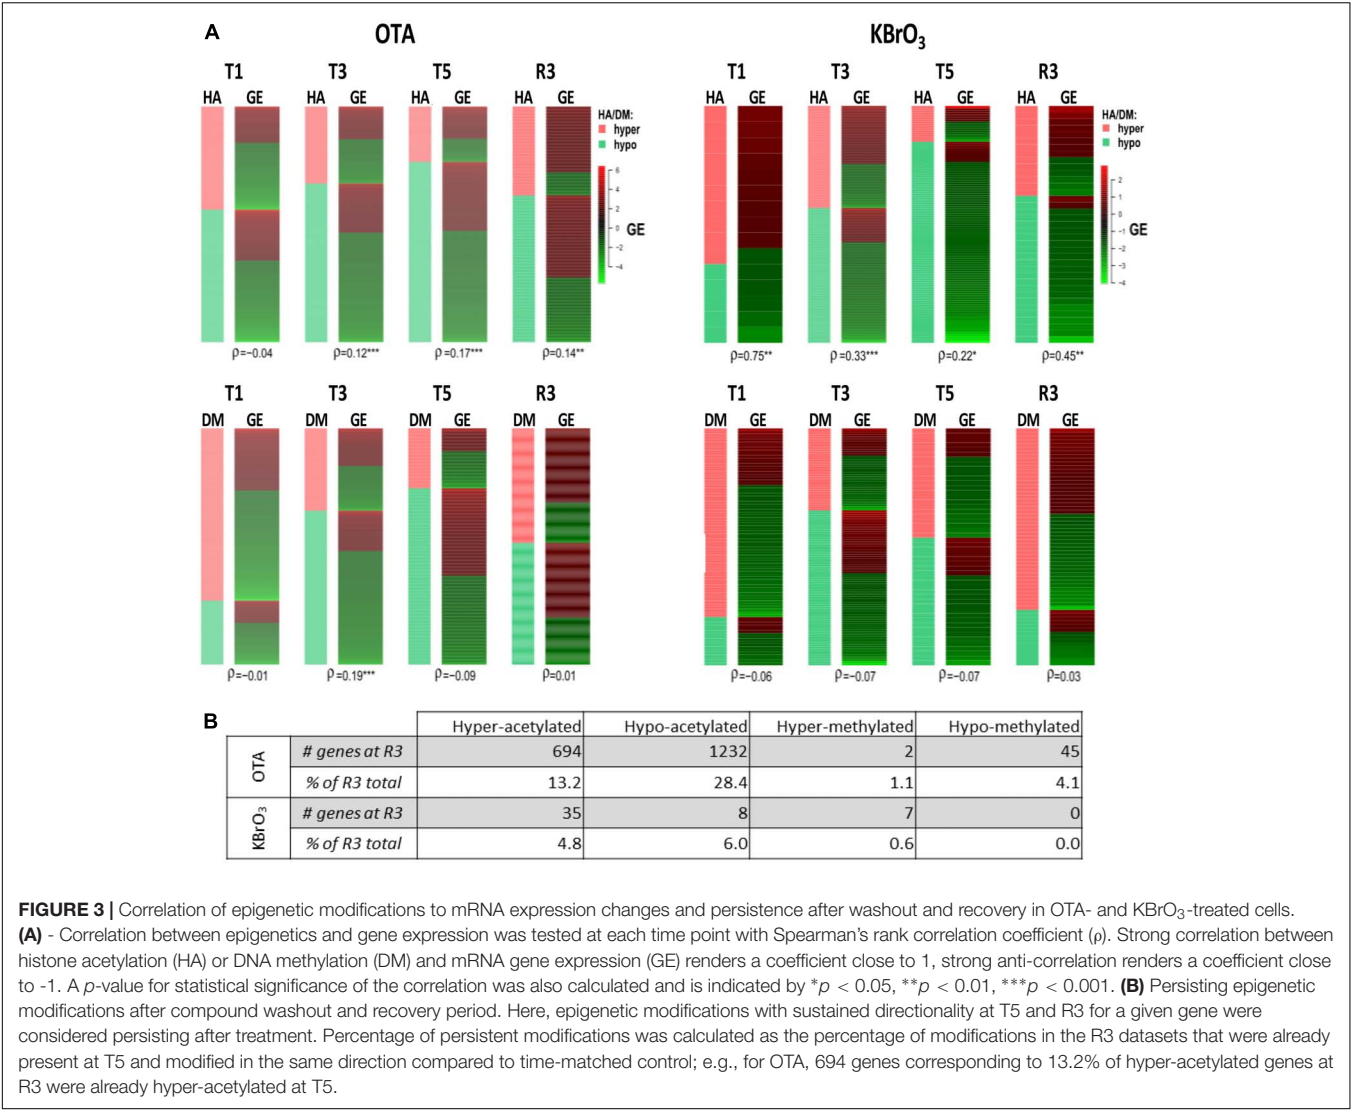 A
OTA
KBrO3
T1 T3 T5 R3
T1 T3 T5 R3
HA GE HA GE HA GE HA GE
HA GE HA GE HA GE HA GE
HA/DM:
hyper
hypo
6
4
2
0
−2
−4
GE
HA/DM:
hyper
hypo
2
1
0
−1
−2
−3
−4
GE
ρ=−0.04 ρ=0.12*** ρ=0.17*** ρ=0.14**
ρ=0.75** ρ=0.33*** ρ=0.22* ρ=0.45**
T1 T3 T5 R3
T1 T3 T5 R3
DM GE DM GE DM GE DM GE
DM GE DM GE DM GE DM GE
ρ=−0.01 ρ=0.19*** ρ=−0.09 ρ=0.01
ρ=−0.06 ρ=−0.07 ρ=−0.07 ρ=0.03
B
Hyper-acetylated Hypo-acetylated Hyper-methylated Hypo-methylated
OTA
# genes at R3 694 1232 2 45
% of R3 total 13.2 28.4 1.1 4.1
KBrO3
# genes at R3 35 8 7 0
% of R3 total 4.8 6.0 0.6 0.0
FIGURE 3 | Correlation of epigenetic modifications to mRNA expression changes and persistence after washout and recovery in OTA- and KBrO3-treated cells.
(A) - Correlation between epigenetics and gene expression was tested at each time point with Spearman's rank correlation coefficient (ρ). Strong correlation between
histone acetylation (HA) or DNA methylation (DM) and mRNA gene expression (GE) renders a coefficient close to 1, strong anti-correlation renders a coefficient close
to -1. A p-value for statistical significance of the correlation was also calculated and is indicated by *p < 0.05, **p < 0.01, ***p < 0.001. (B) Persisting epigenetic
modifications after compound washout and recovery period. Here, epigenetic modifications with sustained directionality at T5 and R3 for a given gene were
considered persisting after treatment. Percentage of persistent modifications was calculated as the percentage of modifications in the R3 datasets that were already
present at T5 and modified in the same direction compared to time-matched control; e.g., for OTA, 694 genes corresponding to 13.2% of hyper-acetylated genes at
R3 were already hyper-acetylated at T5.